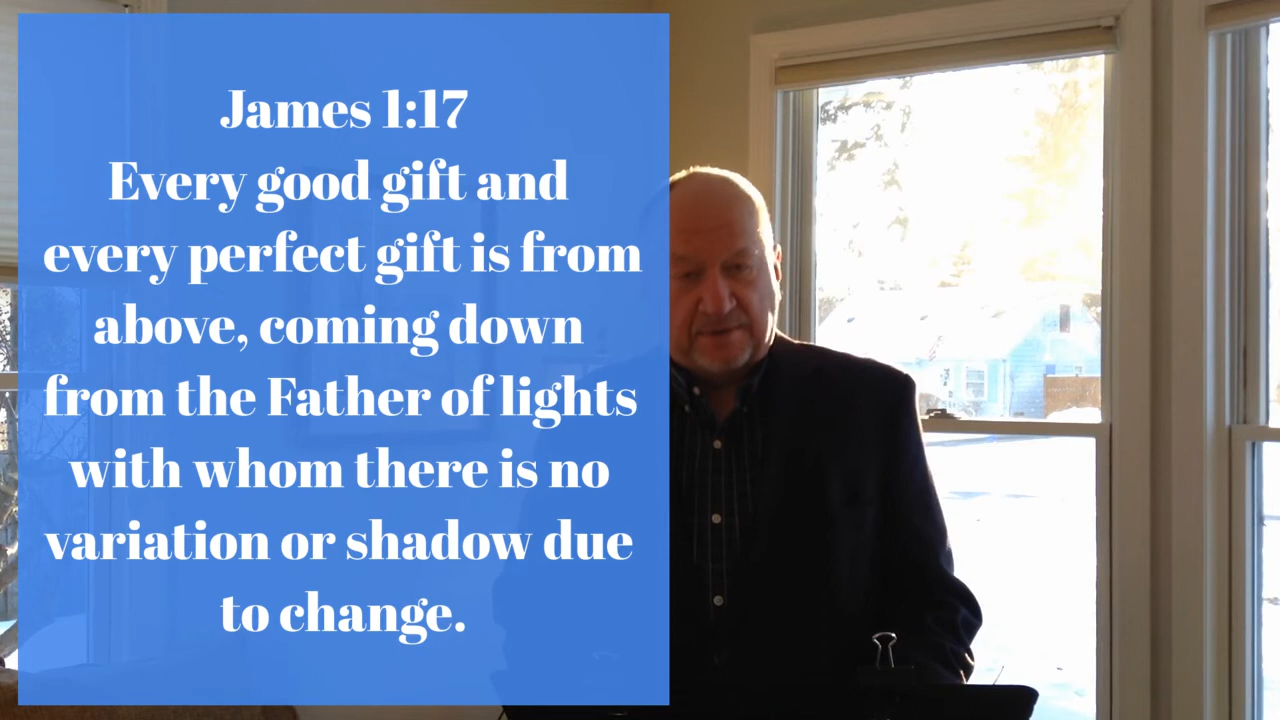 James 1:17
Every good gift and
every perfect gift is from
above, coming down
from the Father of lights
with whom there is no
variation or shadow due
to change.